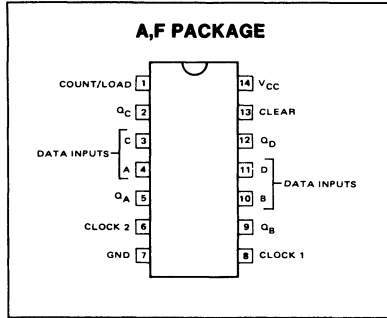 A,F PACKAGE
COUNT/LOAD 1 14 VCC
QC 2 13 CLEAR
C 3 12 QD
DATA INPUTS
A 4 11 D
DATA INPUTS
QA 5 10 B
CLOCK 2 6 9 QB
GND 7 8 CLOCK 1